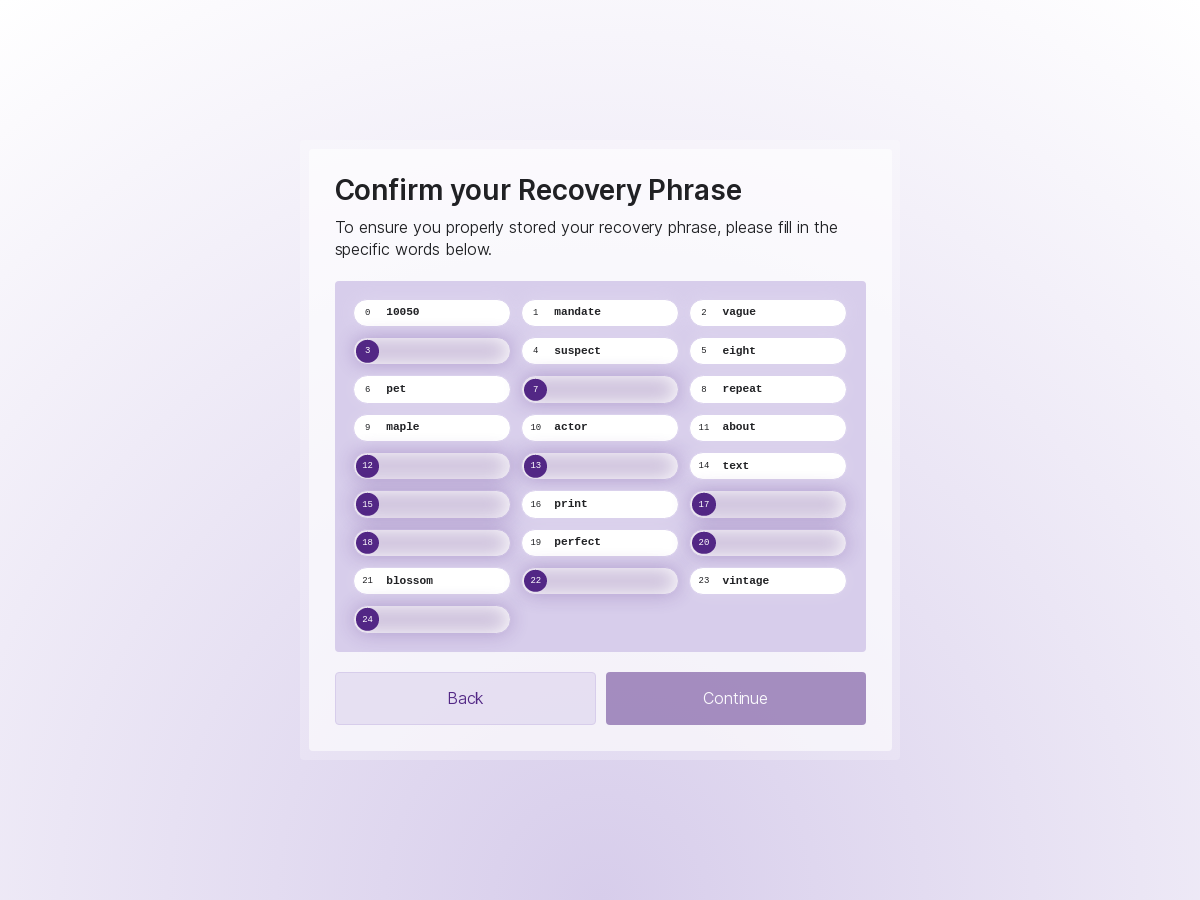 Confirm your Recovery Phrase
To ensure you properly stored your recovery phrase, please fill in the
specific words below.
0 10050 1 mandate 2 vague
3 4 suspect 5 eight
6 pet 7 8 repeat
9 maple 10 actor 11 about
12 13 14 text
15 16 print 17
18 19 perfect 20
21 blossom 22 23 vintage
24
Back Continue